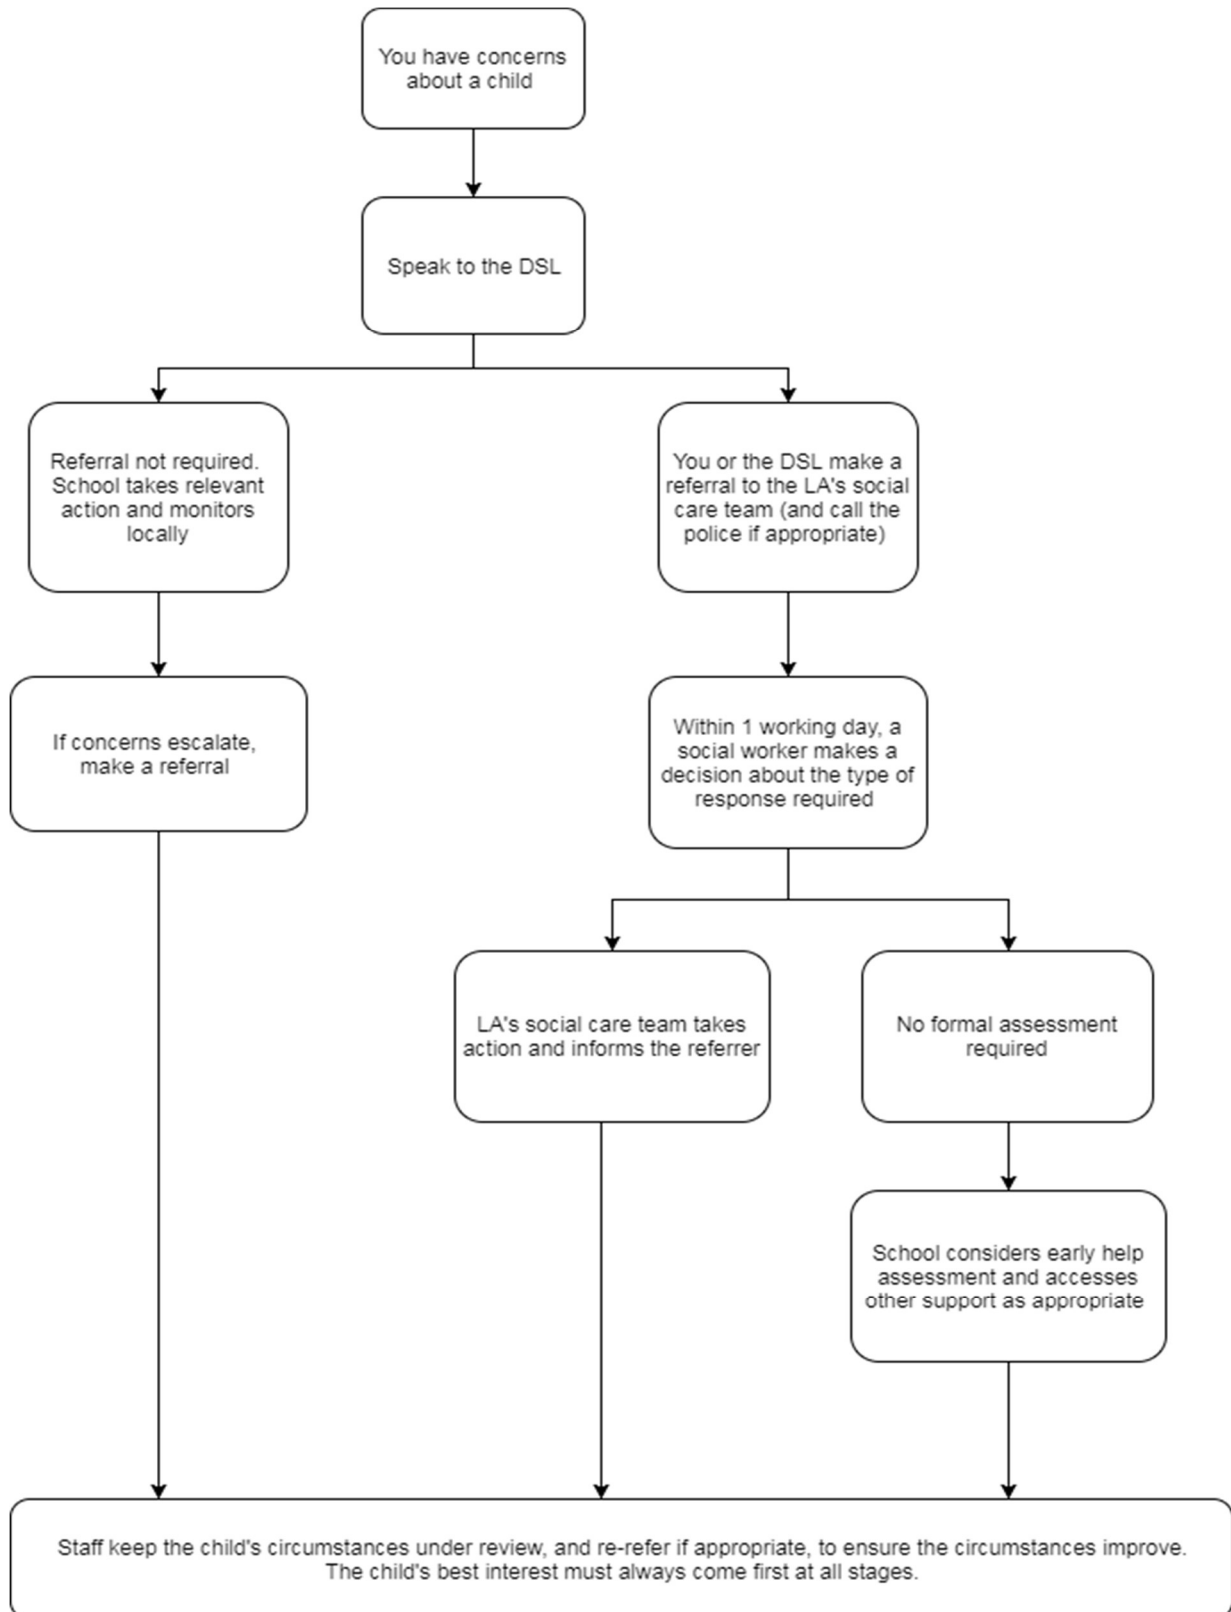 You have concerns
about a child
Speak to the DSL
Referral not required.
School takes relevant
action and monitors
locally
You or the DSL make a
referral to the LA's social
care team (and call the
police if appropriate)
If concerns escalate,
make a referral
Within 1 working day, a
social worker makes a
decision about the type of
response required
LA's social care team takes
action and informs the referrer
No formal assessment
required
School considers early help
assessment and accesses
other support as appropriate
Staff keep the child's circumstances under review, and re-refer if appropriate, to ensure the circumstances improve.
The child's best interest must always come first at all stages.